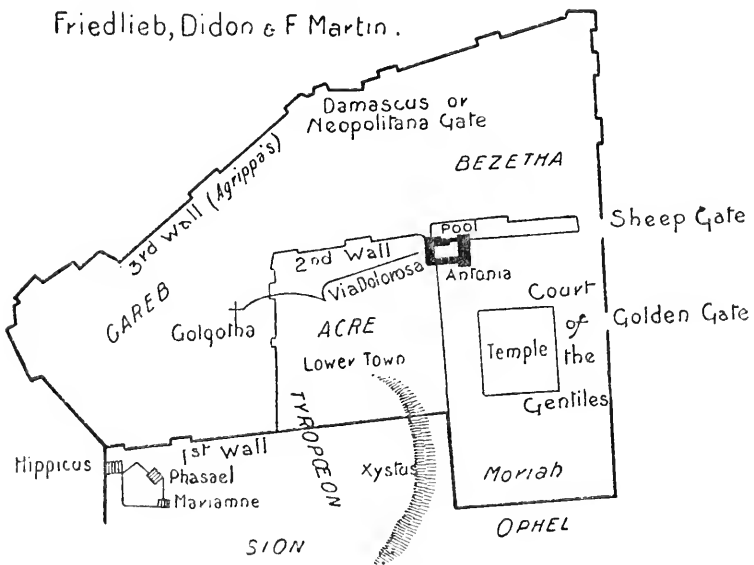 Friedlieb, Didon & F Martin.
Damascus or
Neopolitana Gate
BEZETHA
3rd Wall (Agrippa's)
Pool
Sheep Gate
2nd Wall
Via Dolorosa
Antonia
GAREB
Golgotha
ACRE
Lower Town
Court
of
the
Gentiles
Temple
Golden Gate
TYROPŒON
1st Wall
Hippicus
Phasael
Mariamne
Xystus
Moriah
OPHEL
SION